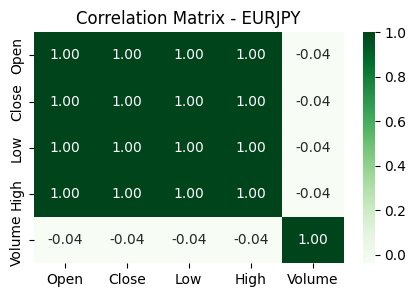 Correlation Matrix - EURJPY
Open 1.00 1.00 1.00 1.00 -0.04
Close 1.00 1.00 1.00 1.00 -0.04
Low 1.00 1.00 1.00 1.00 -0.04
High 1.00 1.00 1.00 1.00 -0.04
Volume -0.04 -0.04 -0.04 -0.04 1.00
Open Close Low High Volume
1.0
0.8
0.6
0.4
0.2
0.0